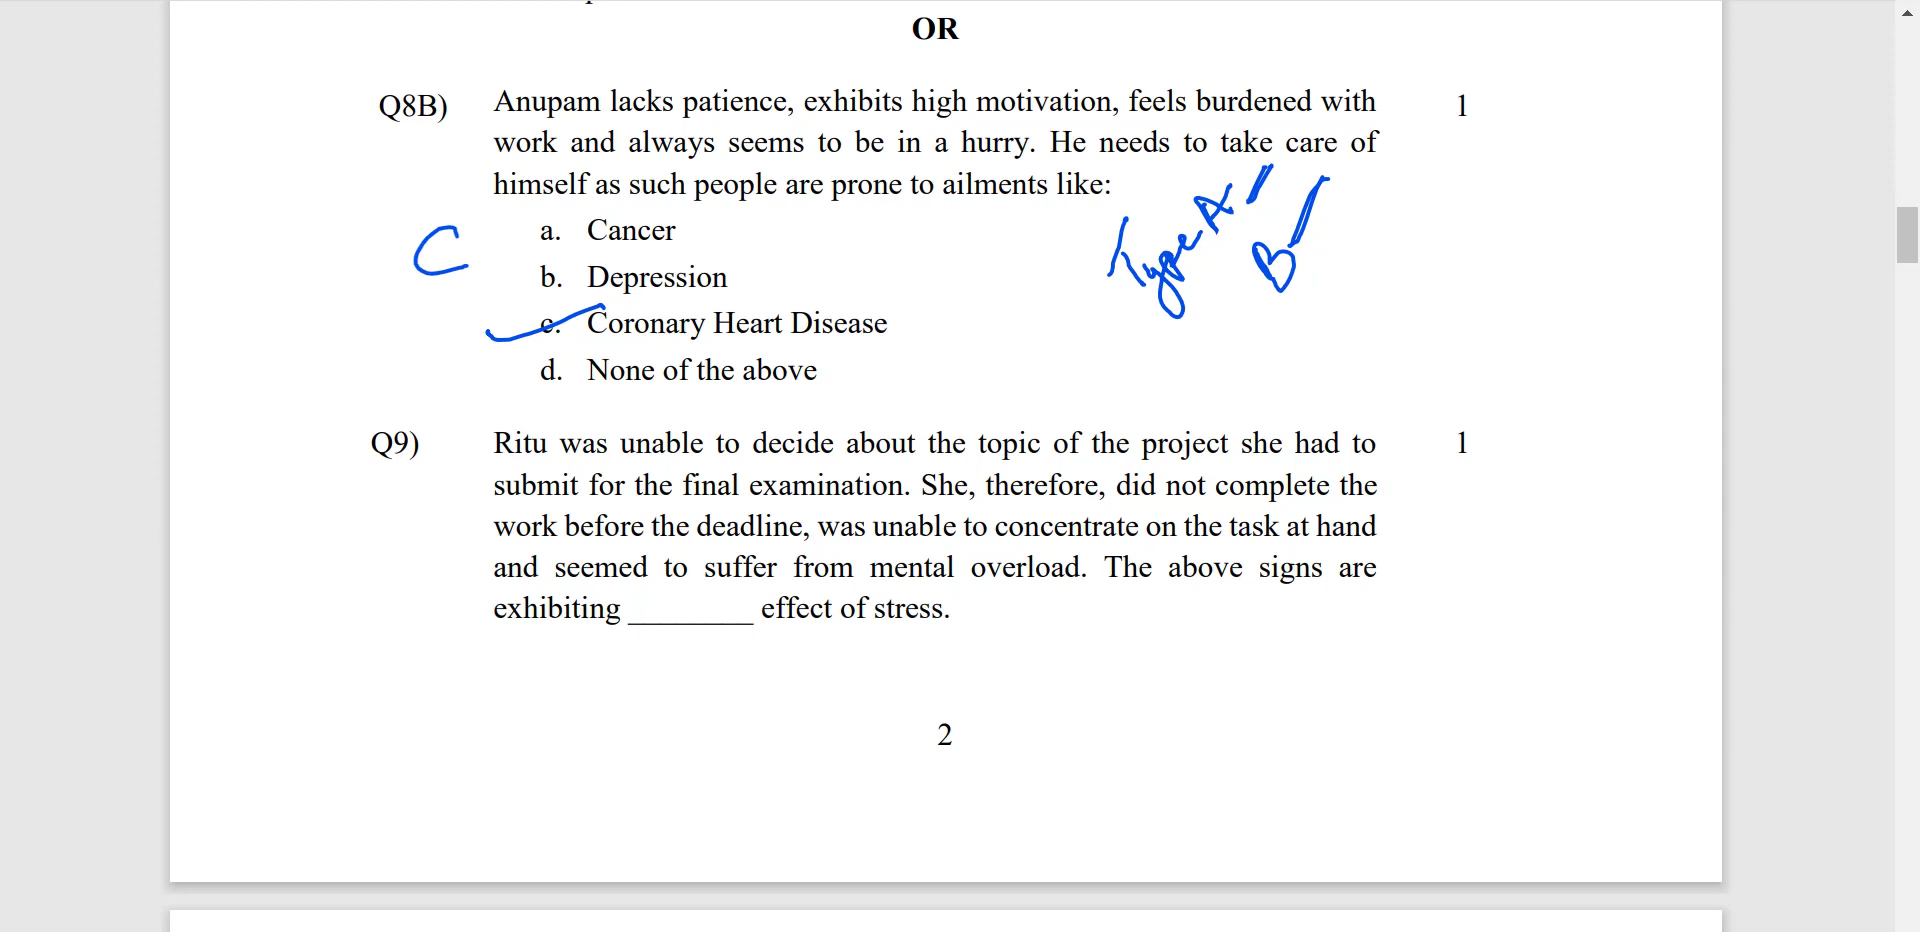 OR
Q8B) Anupam lacks patience, exhibits high motivation, feels burdened with 1
work and always seems to be in a hurry. He needs to take care of
himself as such people are prone to ailments like:
Type A
B
a. Cancer
C
b. Depression
c. Coronary Heart Disease
d. None of the above
Q9) Ritu was unable to decide about the topic of the project she had to 1
submit for the final examination. She, therefore, did not complete the
work before the deadline, was unable to concentrate on the task at hand
and seemed to suffer from mental overload. The above signs are
exhibiting ________ effect of stress.
2